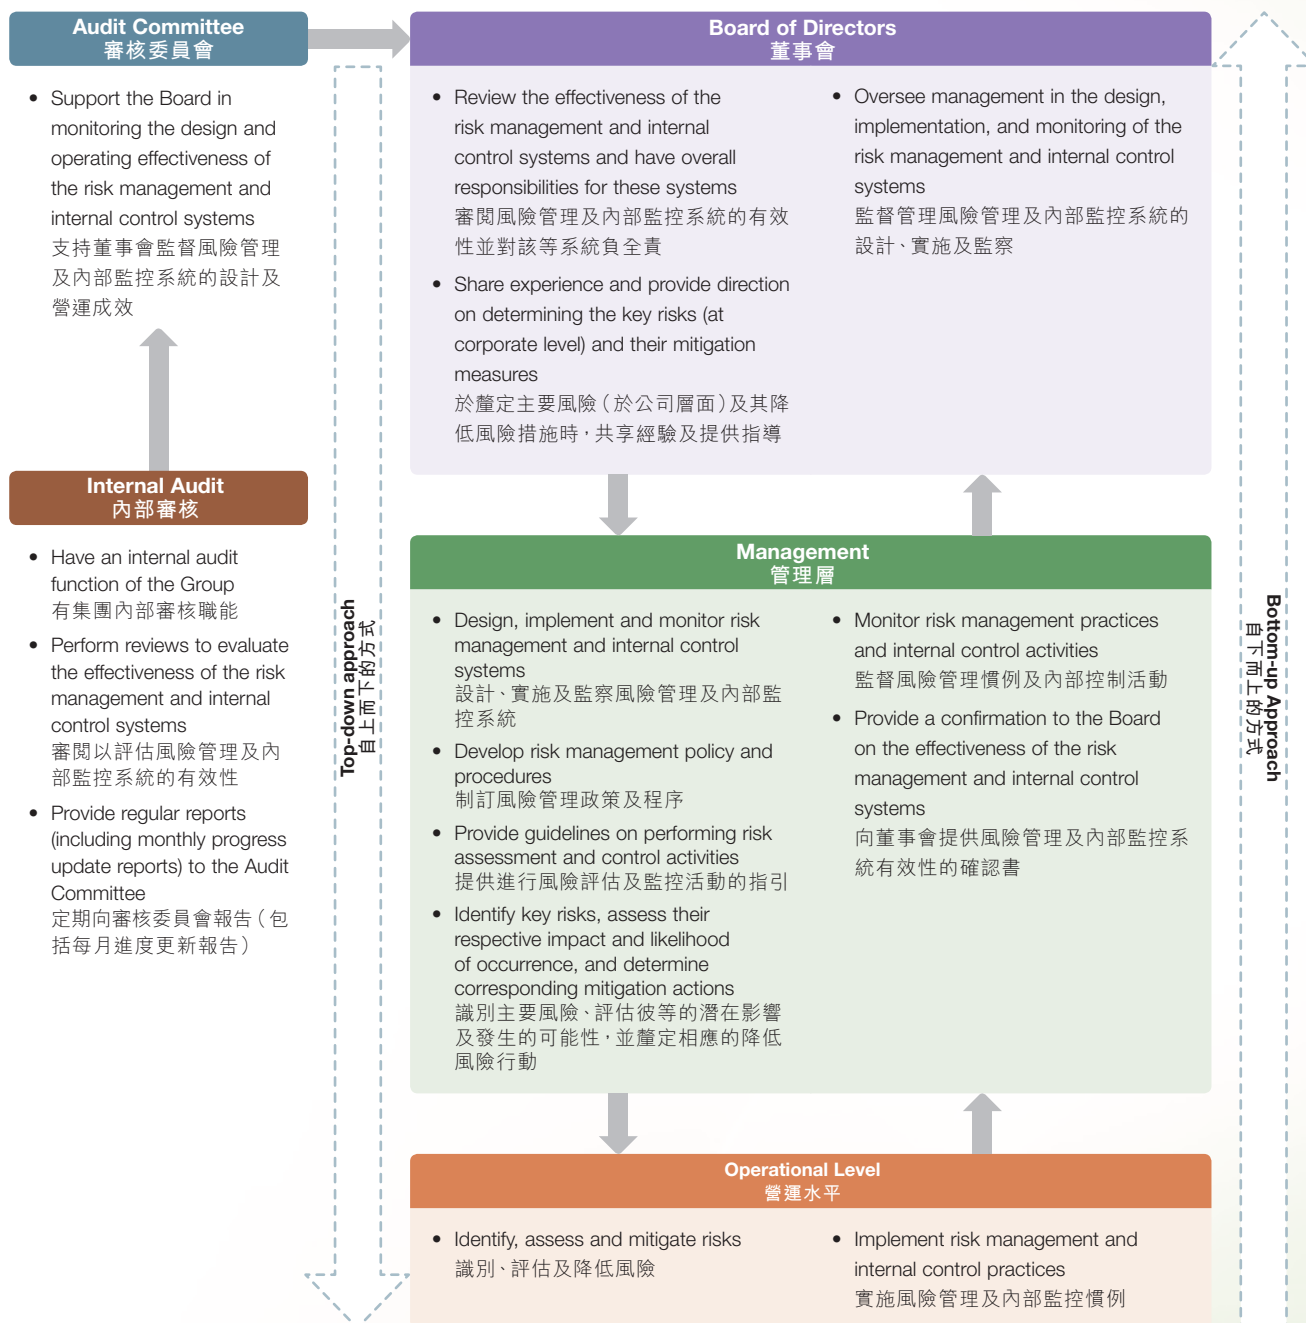 Audit Committee
審核委員會
• Support the Board in
monitoring the design and
operating effectiveness of
the risk management and
internal control systems
支持董事會監督風險管理
及內部監控系統的設計及
營運成效
Internal Audit
內部審核
• Have an internal audit
function of the Group
有集團內部審核職能
• Perform reviews to evaluate
the effectiveness of the risk
management and internal
control systems
審閱以評估風險管理及內
部監控系統的有效性
• Provide regular reports
(including monthly progress
update reports) to the Audit
Committee
定期向審核委員會報告（包
括每月進度更新報告）
Top-down approach
自上而下的方式
Board of Directors
董事會
• Review the effectiveness of the
risk management and internal
control systems and have overall
responsibilities for these systems
審閱風險管理及內部監控系統的有效
性並對該等系統負全責
• Share experience and provide direction
on determining the key risks (at
corporate level) and their mitigation
measures
於釐定主要風險（於公司層面）及其降
低風險措施時，共享經驗及提供指導
• Oversee management in the design,
implementation, and monitoring of the
risk management and internal control
systems
監督管理風險管理及內部監控系統的
設計、實施及監察
Management
管理層
• Design, implement and monitor risk
management and internal control
systems
設計、實施及監察風險管理及內部監
控系統
• Develop risk management policy and
procedures
制訂風險管理政策及程序
• Provide guidelines on performing risk
assessment and control activities
提供進行風險評估及監控活動的指引
• Identify key risks, assess their
respective impact and likelihood
of occurrence, and determine
corresponding mitigation actions
識別主要風險、評估彼等的潛在影響
及發生的可能性，並釐定相應的降低
風險行動
• Monitor risk management practices
and internal control activities
監督風險管理慣例及內部控制活動
• Provide a confirmation to the Board
on the effectiveness of the risk
management and internal control
systems
向董事會提供風險管理及內部監控系
統有效性的確認書
Operational Level
營運水平
• Identify, assess and mitigate risks
識別、評估及降低風險
• Implement risk management and
internal control practices
實施風險管理及內部監控慣例
Bottom-up Approach
自下而上的方式